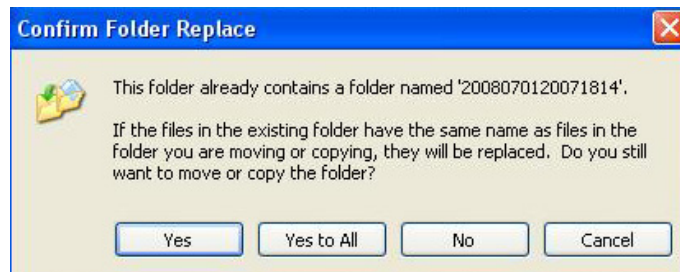 Confirm Folder Replace
This folder already contains a folder named '2008070120071814'.
If the files in the existing folder have the same name as files in the
folder you are moving or copying, they will be replaced. Do you still
want to move or copy the folder?
Yes
Yes to All
No
Cancel